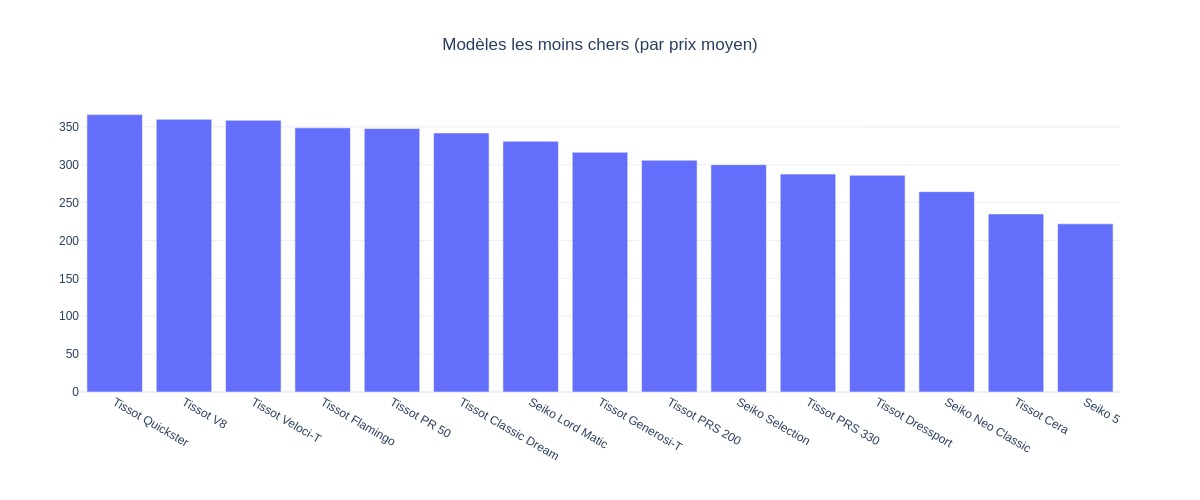 Modèles les moins chers (par prix moyen)
350
300
250
200
150
100
50
0
Tissot Quickster
Tissot V8
Tissot Veloci-T
Tissot Flamingo
Tissot PR 50
Tissot Classic Dream
Seiko Lord Matic
Tissot Generosi-T
Tissot PRS 200
Seiko Selection
Tissot PRS 330
Tissot Dressport
Seiko Neo Classic
Tissot Cera
Seiko 5